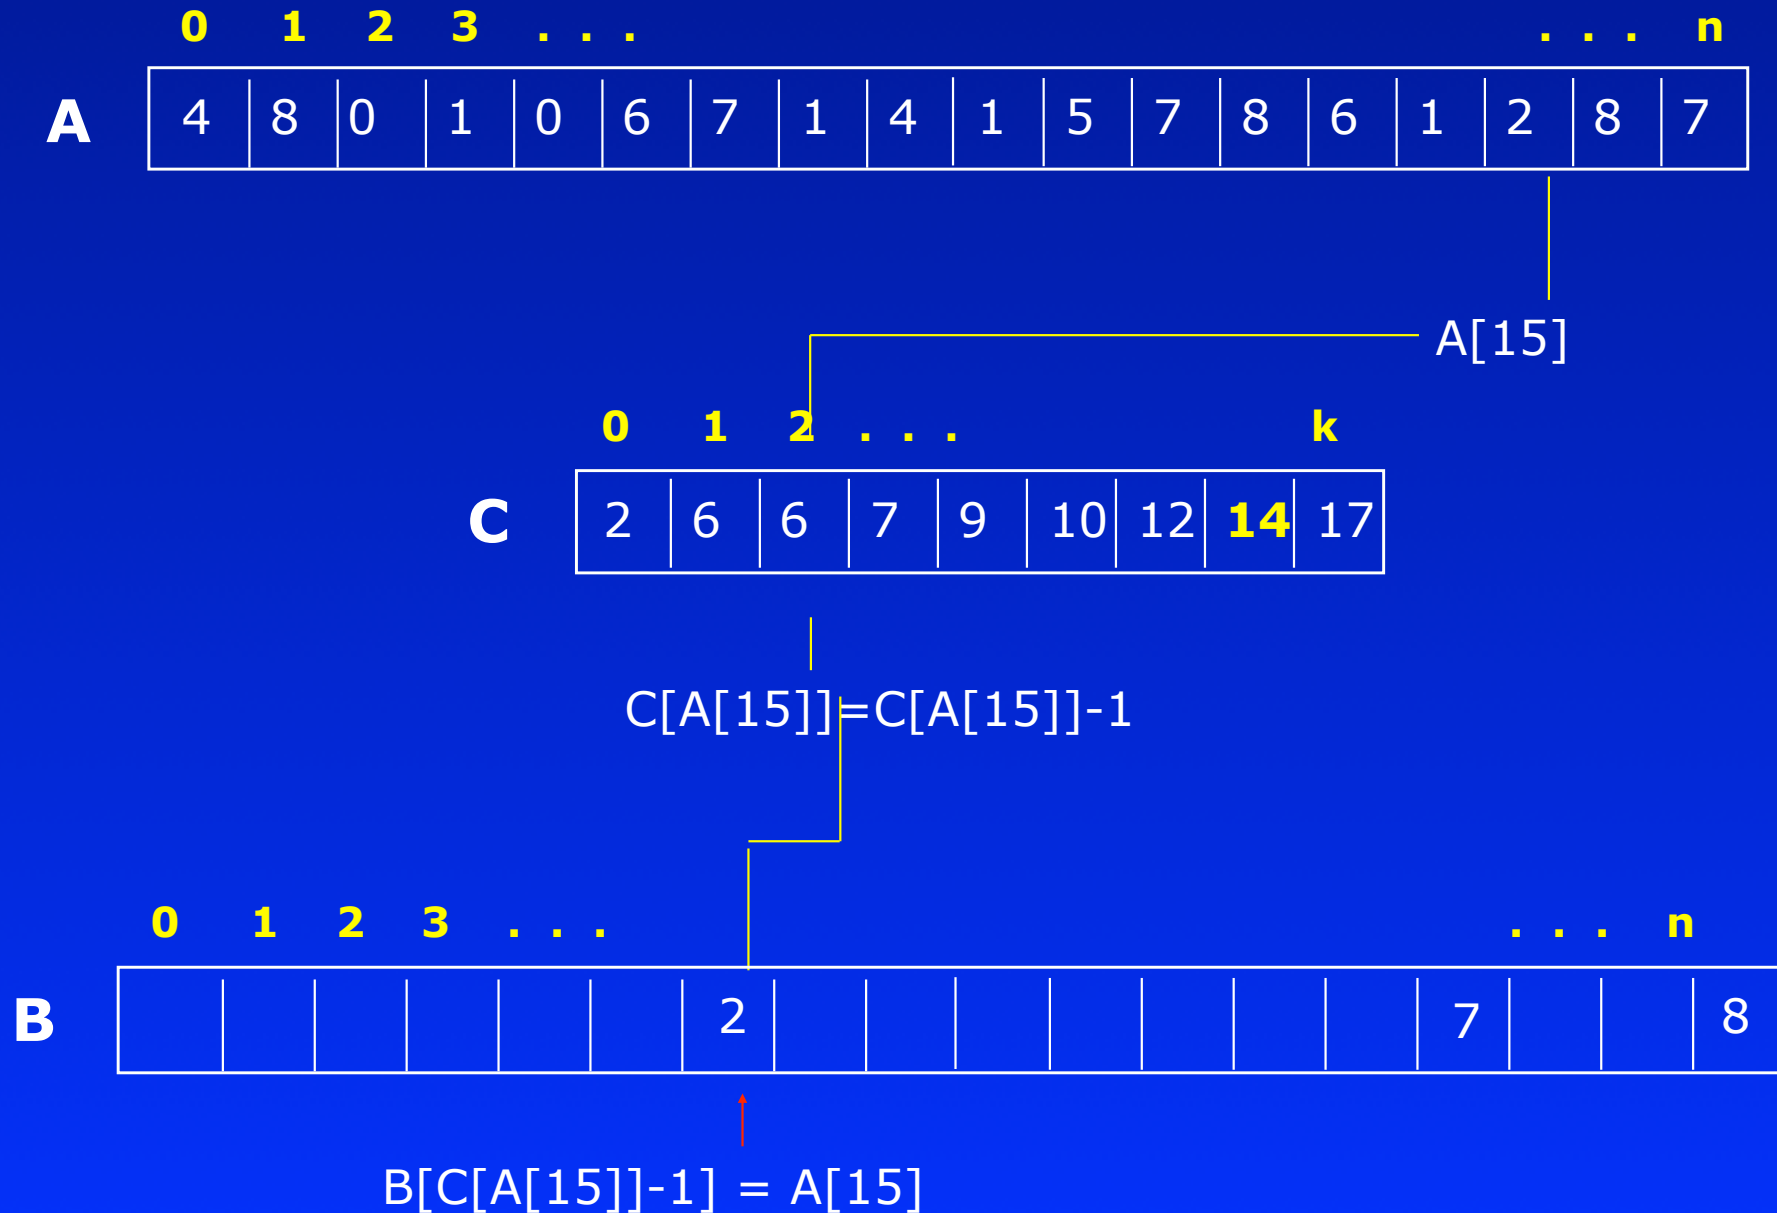 0 1 2 3 . . . . . . n
A 4 8 0 1 0 6 7 1 4 1 5 7 8 6 1 2 8 7
A[15]
0 1 2 . . . k
C 2 6 6 7 9 10 12 14 17
C[A[15]]=C[A[15]]-1
0 1 2 3 . . . . . . n
B 2 7 8
B[C[A[15]]-1] = A[15]